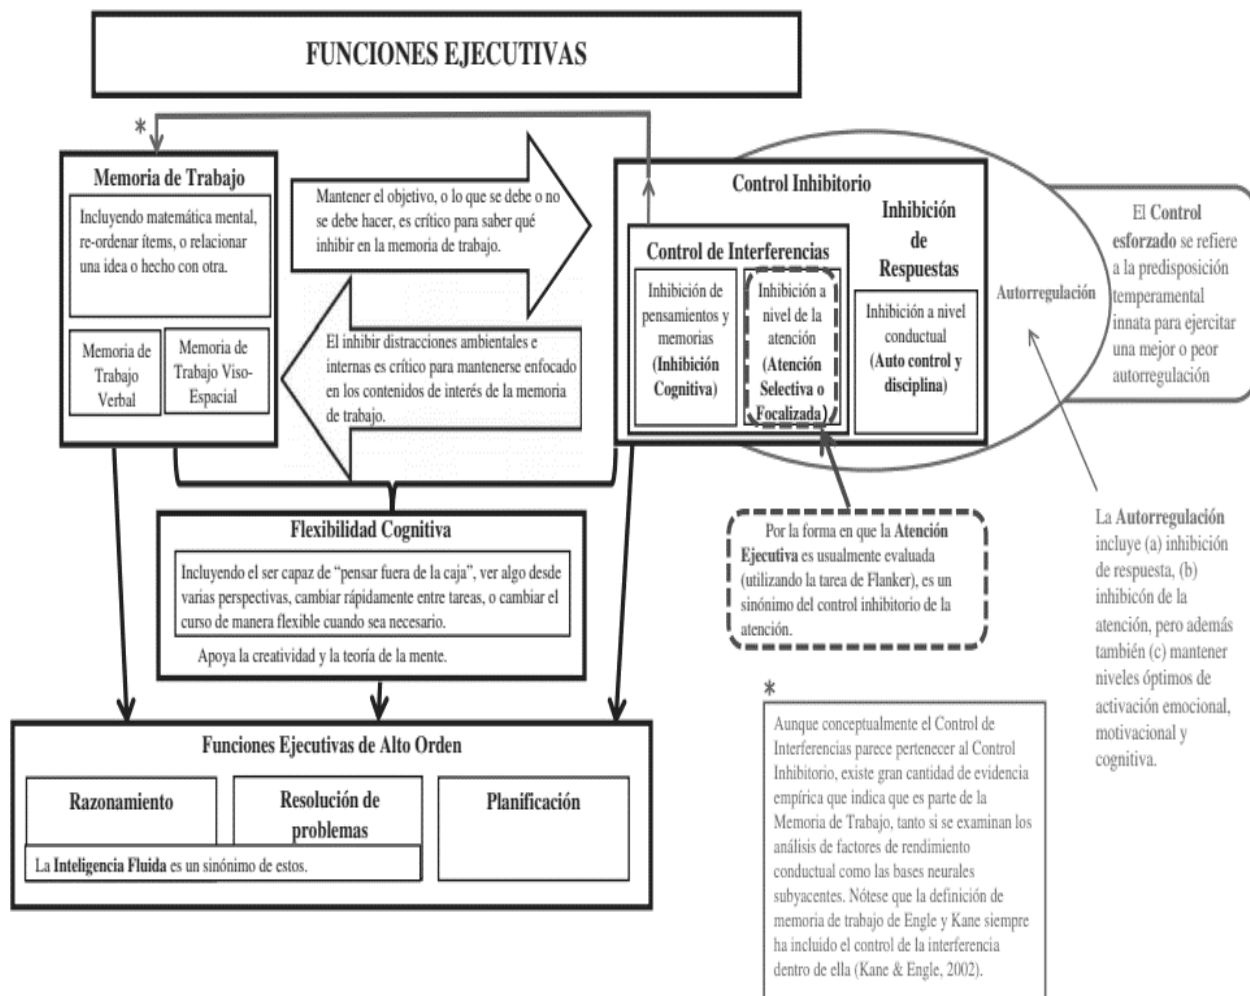 FUNCIONES EJECUTIVAS
*
Memoria de Trabajo
Incluyendo matemática mental,
re-ordenar ítems, o relacionar
una idea o hecho con otra.
Memoria de
Trabajo
Verbal
Memoria de
Trabajo Viso-
Espacial
Mantener el objetivo, o lo que se debe o no
se debe hacer, es crítico para saber qué
inhibir en la memoria de trabajo.
El inhibir distracciones ambientales e
internas es crítico para mantenerse enfocado
en los contenidos de interés de la memoria
de trabajo.
Control Inhibitorio
Control de Interferencias
Inhibición de
pensamientos y
memorias
(Inhibición
Cognitiva)
Inhibición a
nivel de la
atención
(Atención
Selectiva o
Focalizada)
Inhibición
de
Respuestas
Inhibición a nivel
conductual
(Auto control y
disciplina)
Autorregulación
El Control
esforzado se refiere
a la predisposición
temperamental
innata para ejercitar
una mejor o peor
autorregulación
Flexibilidad Cognitiva
Incluyendo el ser capaz de “pensar fuera de la caja”, ver algo desde
varias perspectivas, cambiar rápidamente entre tareas, o cambiar el
curso de manera flexible cuando sea necesario.
Apoya la creatividad y la teoría de la mente.
Por la forma en que la Atención
Ejecutiva es usualmente evaluada
(utilizando la tarea de Flanker), es un
sinónimo del control inhibitorio de la
atención.
La Autorregulación
incluye (a) inhibición
de respuesta, (b)
inhibicón de la
atención, pero además
también (c) mantener
niveles óptimos de
activación emocional,
motivacional y
cognitiva.
Funciones Ejecutivas de Alto Orden
Razonamiento
Resolución de
problemas
Planificación
La Inteligencia Fluida es un sinónimo de estos.
*
Aunque conceptualmente el Control de
Interferencias parece pertenecer al Control
Inhibitorio, existe gran cantidad de evidencia
empírica que indica que es parte de la
Memoria de Trabajo, tanto si se examinan los
análisis de factores de rendimiento
conductual como las bases neurales
subyacentes. Nótese que la definición de
memoria de trabajo de Engle y Kane siempre
ha incluido el control de la interferencia
dentro de ella (Kane & Engle, 2002).